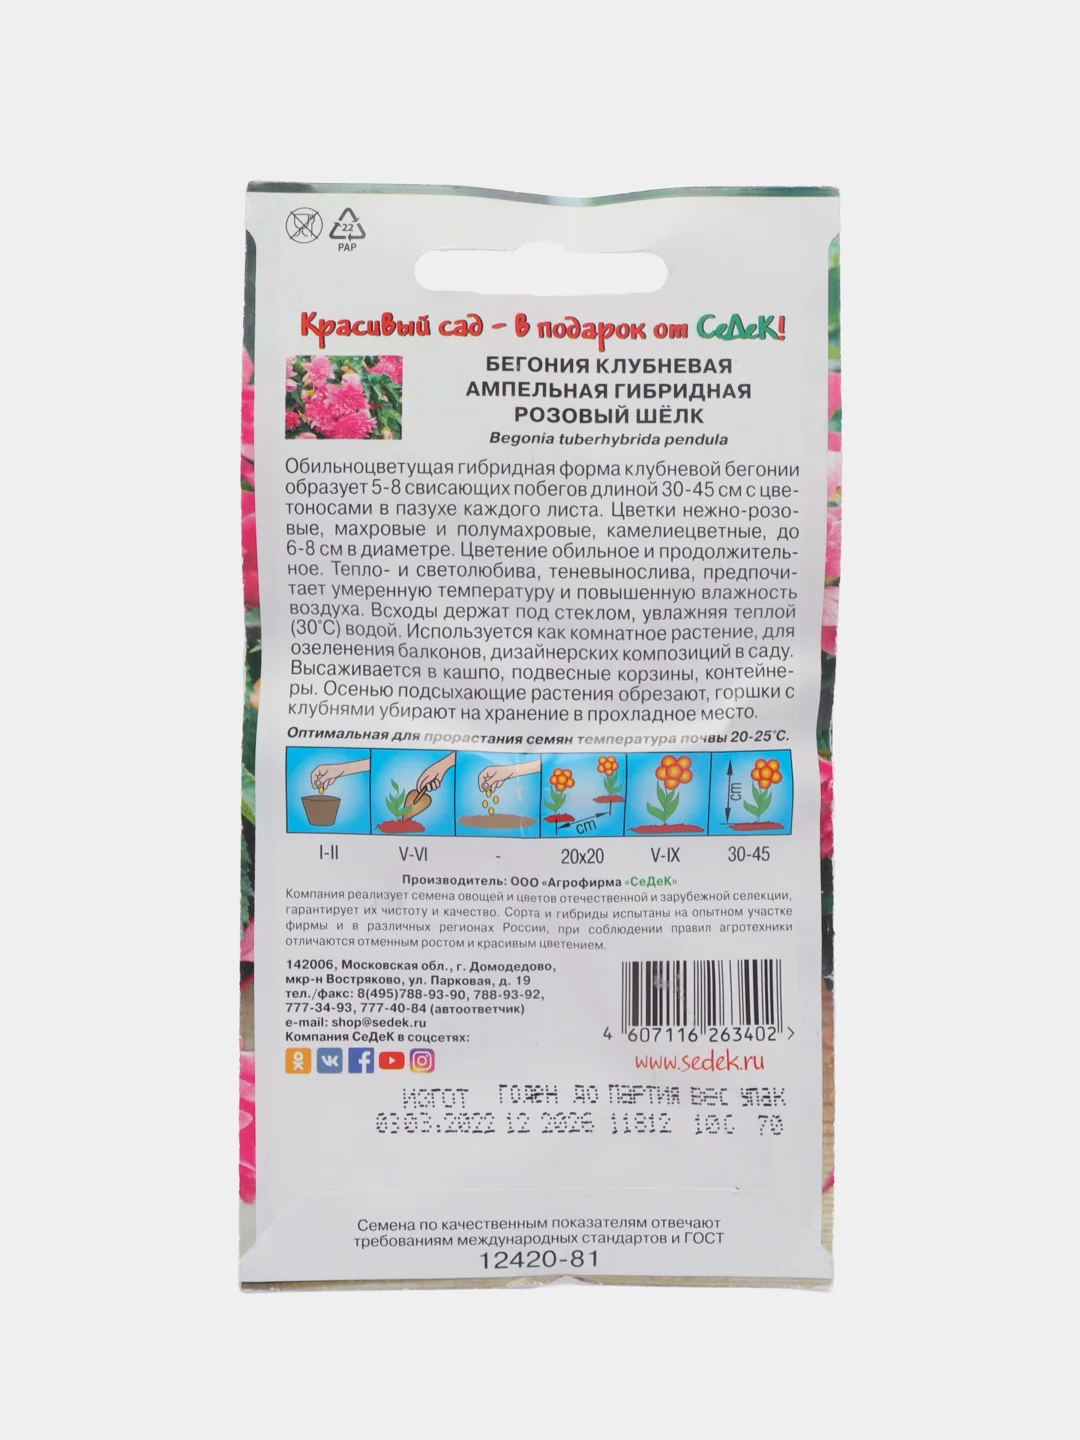 22
PAP
Красивый сад - в подарок от СеДеК!
БЕГОНИЯ КЛУБНЕВАЯ
АМПЕЛЬНАЯ ГИБРИДНАЯ
РОЗОВЫЙ ШЁЛК
Begonia tuberhybrida pendula
Обильноцветущая гибридная форма клубневой бегонии
образует 5-8 свисающих побегов длиной 30-45 см с цве-
тоносами в пазухе каждого листа. Цветки нежно-розо-
вые, махровые и полумахровые, камелиецветные, до
6-8 см в диаметре. Цветение обильное и продолжитель-
ное. Тепло- и светолюбива, теневынослива, предпочи-
тает умеренную температуру и повышенную влажность
воздуха. Всходы держат под стеклом, увлажняя теплой
(30°С) водой. Используется как комнатное растение, для
озеленения балконов, дизайнерских композиций в саду.
Высаживается в кашпо, подвесные корзины, контейне-
ры. Осенью подсыхающие растения обрезают, горшки с
клубнями убирают на хранение в прохладное место.
Оптимальная для прорастания семян температура почвы 20-25°С.
cm cm
I-II V-VI - 20x20 V-IX 30-45
Производитель: ООО «Агрофирма «СеДеК»
Компания реализует семена овощей и цветов отечественной и зарубежной селекции,
гарантирует их чистоту и качество. Сорта и гибриды испытаны на опытном участке
фирмы и в различных регионах России, при соблюдении правил агротехники
отличаются отменным ростом и красивым цветением.
142006, Московская обл., г. Домодедово,
мкр-н Востряково, ул. Парковая, д. 19
тел./факс: 8(495)788-93-90, 788-93-92,
777-34-93, 777-40-84 (автоответчик)
e-mail: shop@sedek.ru
Компания СеДеК в соцсетях:
4 607116 263402 >
www.sedek.ru
ИЗГОТ ГОДЕН ДО ПАРТИЯ ВЕС УПАК
03.03.2022 12 2026 11812 10С 70
Семена по качественным показателям отвечают
требованиям международных стандартов и ГОСТ
12420-81